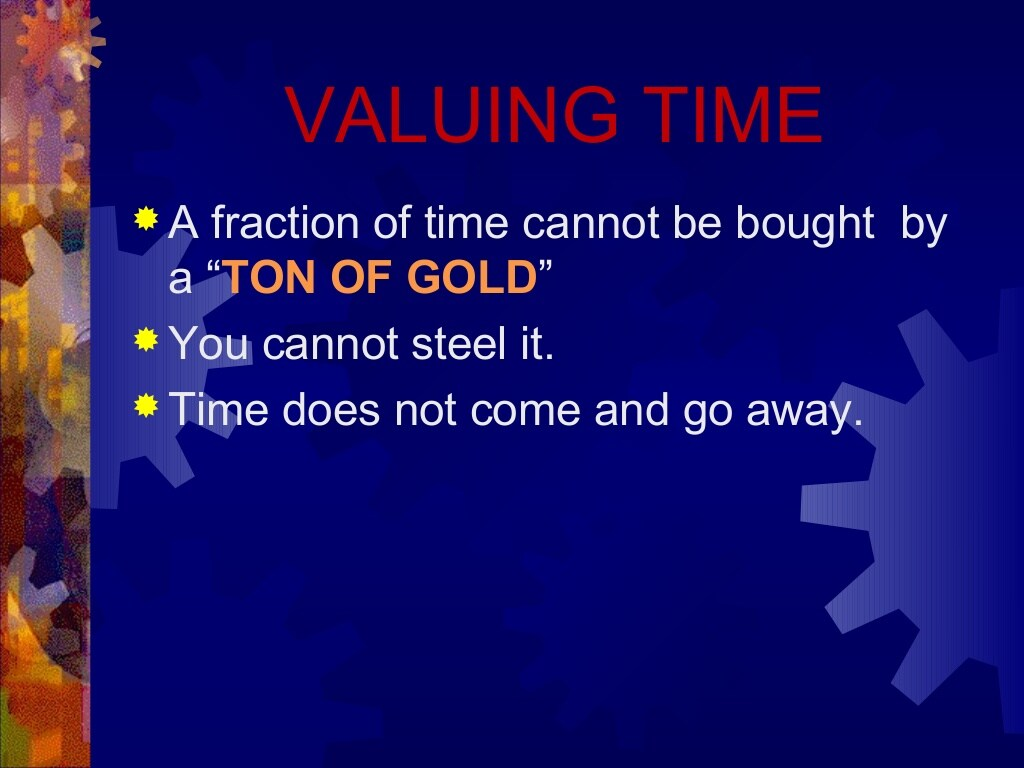 VALUING TIME
A fraction of time cannot be bought  by
a “TON OF GOLD”
You cannot steel it.
Time does not come and go away.